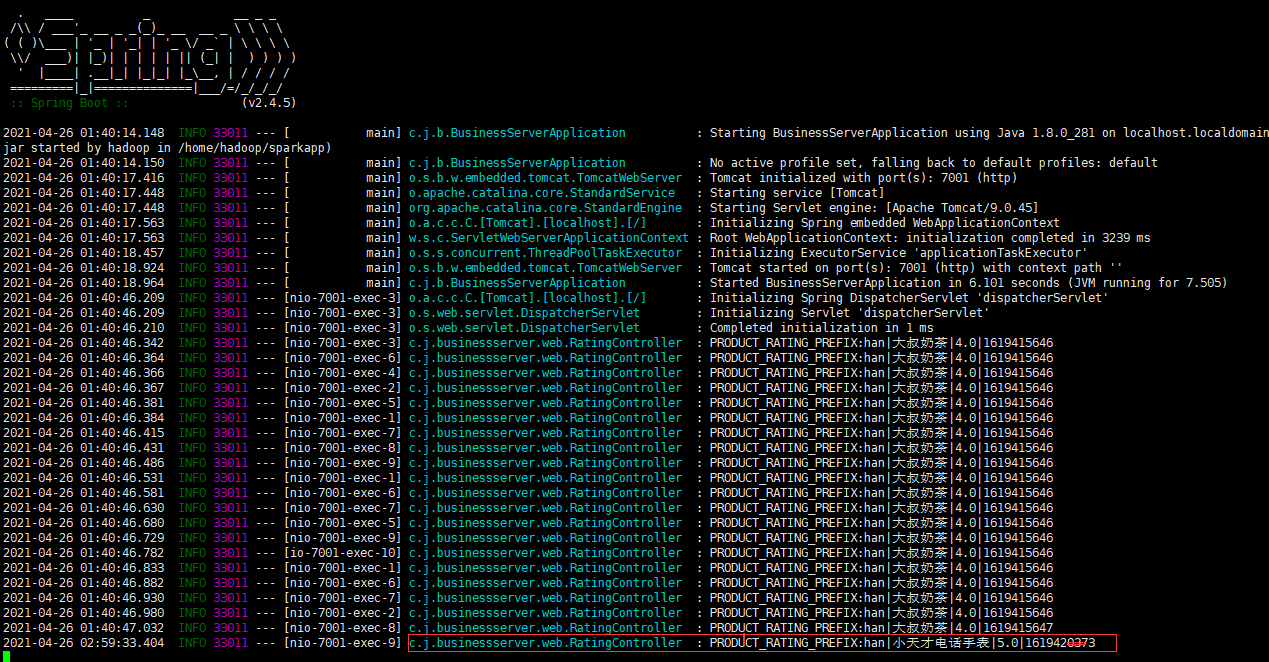 :: Spring Boot :: (v2.4.5)
2021-04-26 01:40:14.148 INFO 33011 --- [ main] c.j.b.BusinessServerApplication : Starting BusinessServerApplication using Java 1.8.0_281 on localhost.localdomain
jar started by hadoop in /home/hadoop/sparkapp)
2021-04-26 01:40:14.150 INFO 33011 --- [ main] c.j.b.BusinessServerApplication : No active profile set, falling back to default profiles: default
2021-04-26 01:40:17.416 INFO 33011 --- [ main] o.s.b.w.embedded.tomcat.TomcatWebServer : Tomcat initialized with port(s): 7001 (http)
2021-04-26 01:40:17.448 INFO 33011 --- [ main] o.apache.catalina.core.StandardService : Starting service [Tomcat]
2021-04-26 01:40:17.448 INFO 33011 --- [ main] org.apache.catalina.core.StandardEngine : Starting Servlet engine: [Apache Tomcat/9.0.45]
2021-04-26 01:40:17.563 INFO 33011 --- [ main] o.a.c.c.C.[Tomcat].[localhost].[/] : Initializing Spring embedded WebApplicationContext
2021-04-26 01:40:17.563 INFO 33011 --- [ main] w.s.c.ServletWebServerApplicationContext : Root WebApplicationContext: initialization completed in 3239 ms
2021-04-26 01:40:18.457 INFO 33011 --- [ main] o.s.s.concurrent.ThreadPoolTaskExecutor : Initializing ExecutorService 'applicationTaskExecutor'
2021-04-26 01:40:18.924 INFO 33011 --- [ main] o.s.b.w.embedded.tomcat.TomcatWebServer : Tomcat started on port(s): 7001 (http) with context path ''
2021-04-26 01:40:18.964 INFO 33011 --- [ main] c.j.b.BusinessServerApplication : Started BusinessServerApplication in 6.101 seconds (JVM running for 7.505)
2021-04-26 01:40:46.209 INFO 33011 --- [nio-7001-exec-3] o.a.c.c.C.[Tomcat].[localhost].[/] : Initializing Spring DispatcherServlet 'dispatcherServlet'
2021-04-26 01:40:46.209 INFO 33011 --- [nio-7001-exec-3] o.s.web.servlet.DispatcherServlet : Initializing Servlet 'dispatcherServlet'
2021-04-26 01:40:46.210 INFO 33011 --- [nio-7001-exec-3] o.s.web.servlet.DispatcherServlet : Completed initialization in 1 ms
2021-04-26 01:40:46.342 INFO 33011 --- [nio-7001-exec-3] c.j.businessserver.web.RatingController : PRODUCT_RATING_PREFIX:han|大叔奶茶|4.0|1619415646
2021-04-26 01:40:46.364 INFO 33011 --- [nio-7001-exec-6] c.j.businessserver.web.RatingController : PRODUCT_RATING_PREFIX:han|大叔奶茶|4.0|1619415646
2021-04-26 01:40:46.366 INFO 33011 --- [nio-7001-exec-4] c.j.businessserver.web.RatingController : PRODUCT_RATING_PREFIX:han|大叔奶茶|4.0|1619415646
2021-04-26 01:40:46.367 INFO 33011 --- [nio-7001-exec-2] c.j.businessserver.web.RatingController : PRODUCT_RATING_PREFIX:han|大叔奶茶|4.0|1619415646
2021-04-26 01:40:46.381 INFO 33011 --- [nio-7001-exec-5] c.j.businessserver.web.RatingController : PRODUCT_RATING_PREFIX:han|大叔奶茶|4.0|1619415646
2021-04-26 01:40:46.384 INFO 33011 --- [nio-7001-exec-1] c.j.businessserver.web.RatingController : PRODUCT_RATING_PREFIX:han|大叔奶茶|4.0|1619415646
2021-04-26 01:40:46.415 INFO 33011 --- [nio-7001-exec-7] c.j.businessserver.web.RatingController : PRODUCT_RATING_PREFIX:han|大叔奶茶|4.0|1619415646
2021-04-26 01:40:46.431 INFO 33011 --- [nio-7001-exec-8] c.j.businessserver.web.RatingController : PRODUCT_RATING_PREFIX:han|大叔奶茶|4.0|1619415646
2021-04-26 01:40:46.486 INFO 33011 --- [nio-7001-exec-9] c.j.businessserver.web.RatingController : PRODUCT_RATING_PREFIX:han|大叔奶茶|4.0|1619415646
2021-04-26 01:40:46.531 INFO 33011 --- [nio-7001-exec-1] c.j.businessserver.web.RatingController : PRODUCT_RATING_PREFIX:han|大叔奶茶|4.0|1619415646
2021-04-26 01:40:46.581 INFO 33011 --- [nio-7001-exec-6] c.j.businessserver.web.RatingController : PRODUCT_RATING_PREFIX:han|大叔奶茶|4.0|1619415646
2021-04-26 01:40:46.630 INFO 33011 --- [nio-7001-exec-7] c.j.businessserver.web.RatingController : PRODUCT_RATING_PREFIX:han|大叔奶茶|4.0|1619415646
2021-04-26 01:40:46.680 INFO 33011 --- [nio-7001-exec-5] c.j.businessserver.web.RatingController : PRODUCT_RATING_PREFIX:han|大叔奶茶|4.0|1619415646
2021-04-26 01:40:46.729 INFO 33011 --- [nio-7001-exec-9] c.j.businessserver.web.RatingController : PRODUCT_RATING_PREFIX:han|大叔奶茶|4.0|1619415646
2021-04-26 01:40:46.782 INFO 33011 --- [io-7001-exec-10] c.j.businessserver.web.RatingController : PRODUCT_RATING_PREFIX:han|大叔奶茶|4.0|1619415646
2021-04-26 01:40:46.833 INFO 33011 --- [nio-7001-exec-1] c.j.businessserver.web.RatingController : PRODUCT_RATING_PREFIX:han|大叔奶茶|4.0|1619415646
2021-04-26 01:40:46.882 INFO 33011 --- [nio-7001-exec-6] c.j.businessserver.web.RatingController : PRODUCT_RATING_PREFIX:han|大叔奶茶|4.0|1619415646
2021-04-26 01:40:46.930 INFO 33011 --- [nio-7001-exec-7] c.j.businessserver.web.RatingController : PRODUCT_RATING_PREFIX:han|大叔奶茶|4.0|1619415646
2021-04-26 01:40:46.980 INFO 33011 --- [nio-7001-exec-2] c.j.businessserver.web.RatingController : PRODUCT_RATING_PREFIX:han|大叔奶茶|4.0|1619415646
2021-04-26 01:40:47.032 INFO 33011 --- [nio-7001-exec-8] c.j.businessserver.web.RatingController : PRODUCT_RATING_PREFIX:han|大叔奶茶|4.0|1619415647
2021-04-26 02:59:33.404 INFO 33011 --- [nio-7001-exec-9] c.j.businessserver.web.RatingController : PRODUCT_RATING_PREFIX:han|小天才电话手表|5.0|1619420373